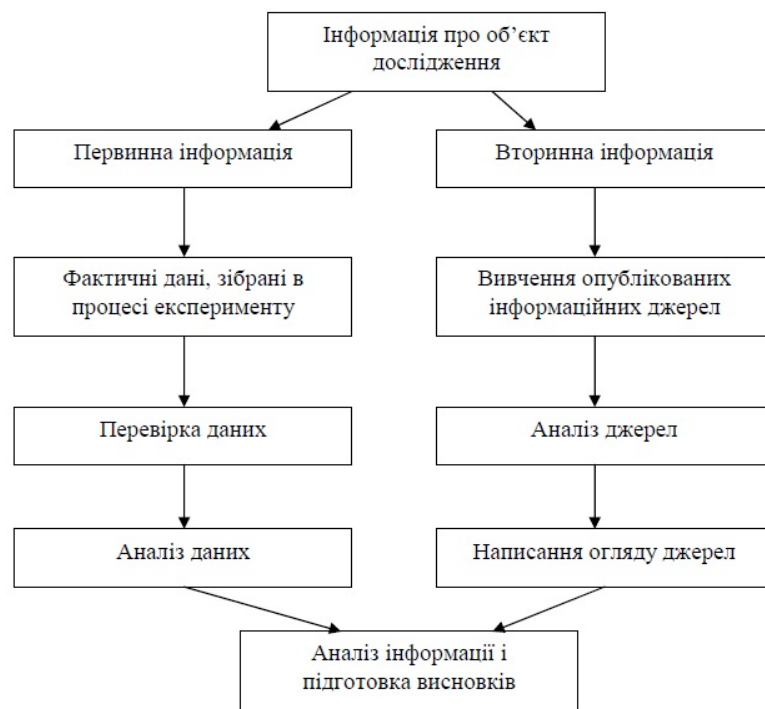 Інформація про об’єкт
дослідження
Первинна інформація
Вторинна інформація
Фактичні дані, зібрані в
процесі експерименту
Вивчення опублікованих
інформаційних джерел
Перевірка даних
Аналіз джерел
Аналіз даних
Написання огляду джерел
Аналіз інформації і
підготовка висновків